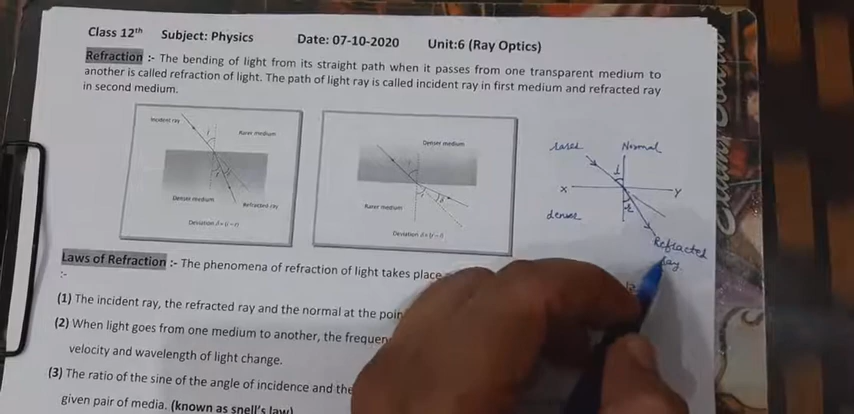 Class 12th Subject: Physics Date: 07-10-2020 Unit:6 (Ray Optics)
Refraction :- The bending of light from its straight path when it passes from one transparent medium to
another is called refraction of light. The path of light ray is called incident ray in first medium and refracted ray
in second medium.
Incident ray
i
Rarer medium
r
Denser medium
Refracted ray
Deviation δ = (i – r)
Denser medium
i
r
δ
Rarer medium
Deviation δ = (r – i)
Normal
i
X
Y
denser
r
Refracted
Ray
Laws of Refraction :- The phenomena of refraction of light takes place
:-
(1) The incident ray, the refracted ray and the normal at the poin
(2) When light goes from one medium to another, the frequen
velocity and wavelength of light change.
(3) The ratio of the sine of the angle of incidence and the
given pair of media. (known as snell's law)